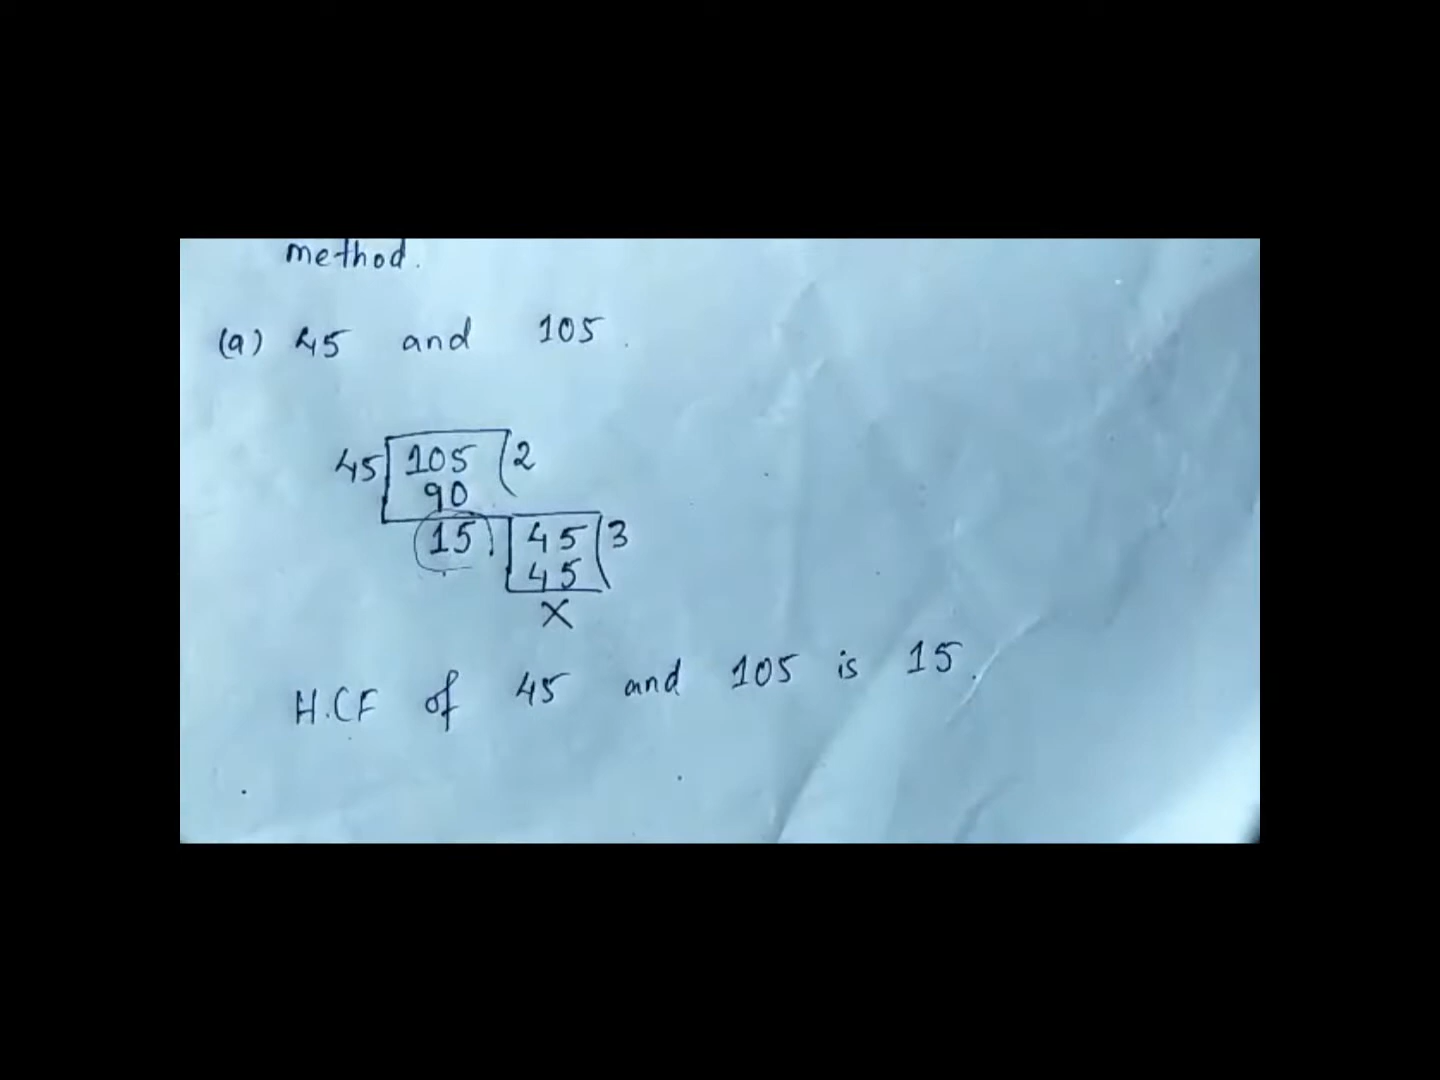 method.
(a) 45 and 105.
45 105 2
90
15 45 3
45
X
H.CF of 45 and 105 is 15.